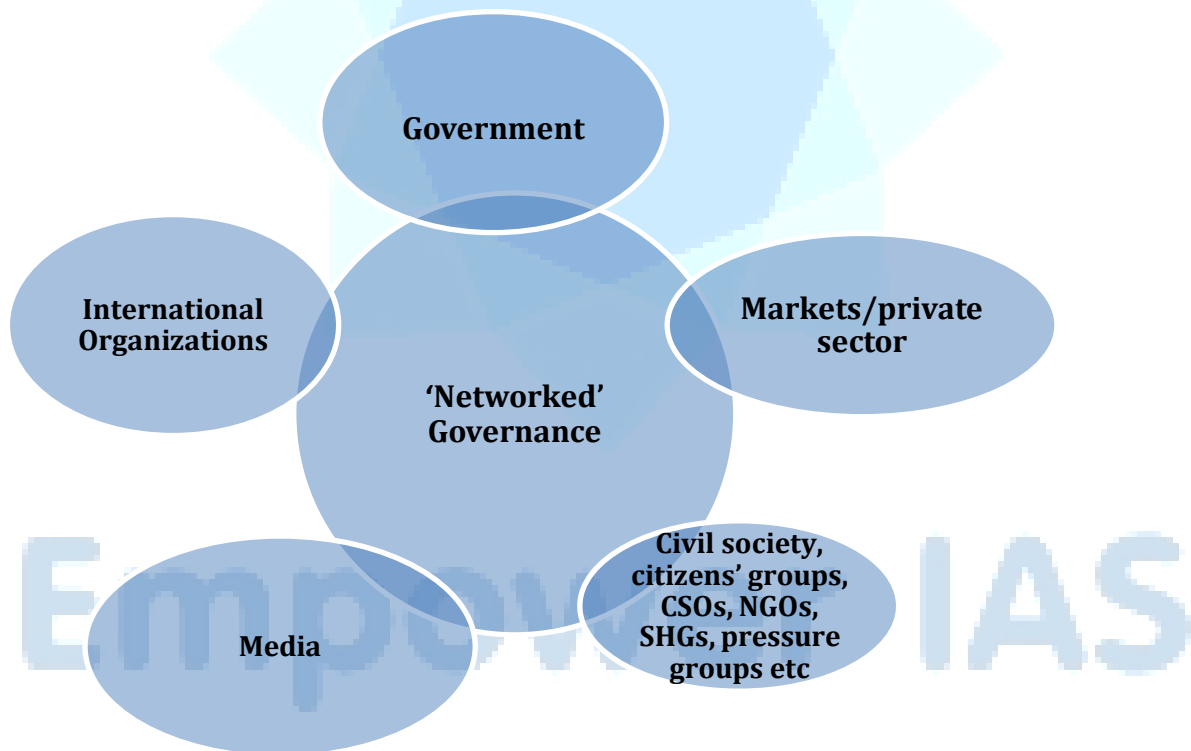 Government
International
Organizations
Markets/private
sector
‘Networked’
Governance
Civil society,
citizens’ groups,
CSOs, NGOs,
SHGs, pressure
groups etc
Media
Empower IAS